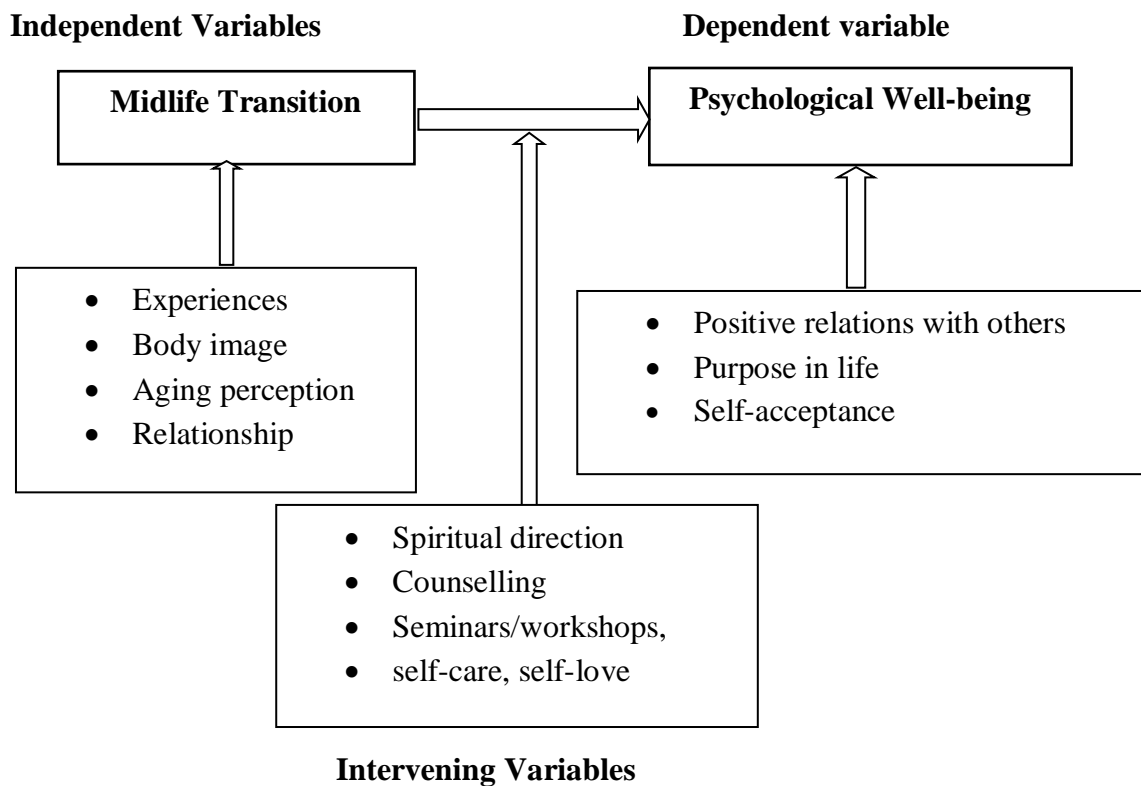 Independent Variables
Dependent variable
Midlife Transition
Psychological Well-being
• Experiences
• Body image
• Aging perception
• Relationship
• Positive relations with others
• Purpose in life
• Self-acceptance
• Spiritual direction
• Counselling
• Seminars/workshops,
• self-care, self-love
Intervening Variables